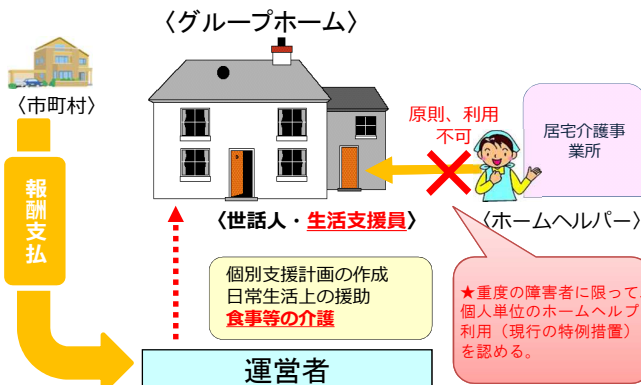 〈グループホーム〉
〈市町村〉
原則、利用
不可
居宅介護事
業所
報酬支払
〈世話人・生活支援員〉
〈ホームヘルパー〉
個別支援計画の作成
日常生活上の援助
食事等の介護
★重度の障害者に限って、
個人単位のホームヘルプ
利用（現行の特例措置）
を認める。
運営者